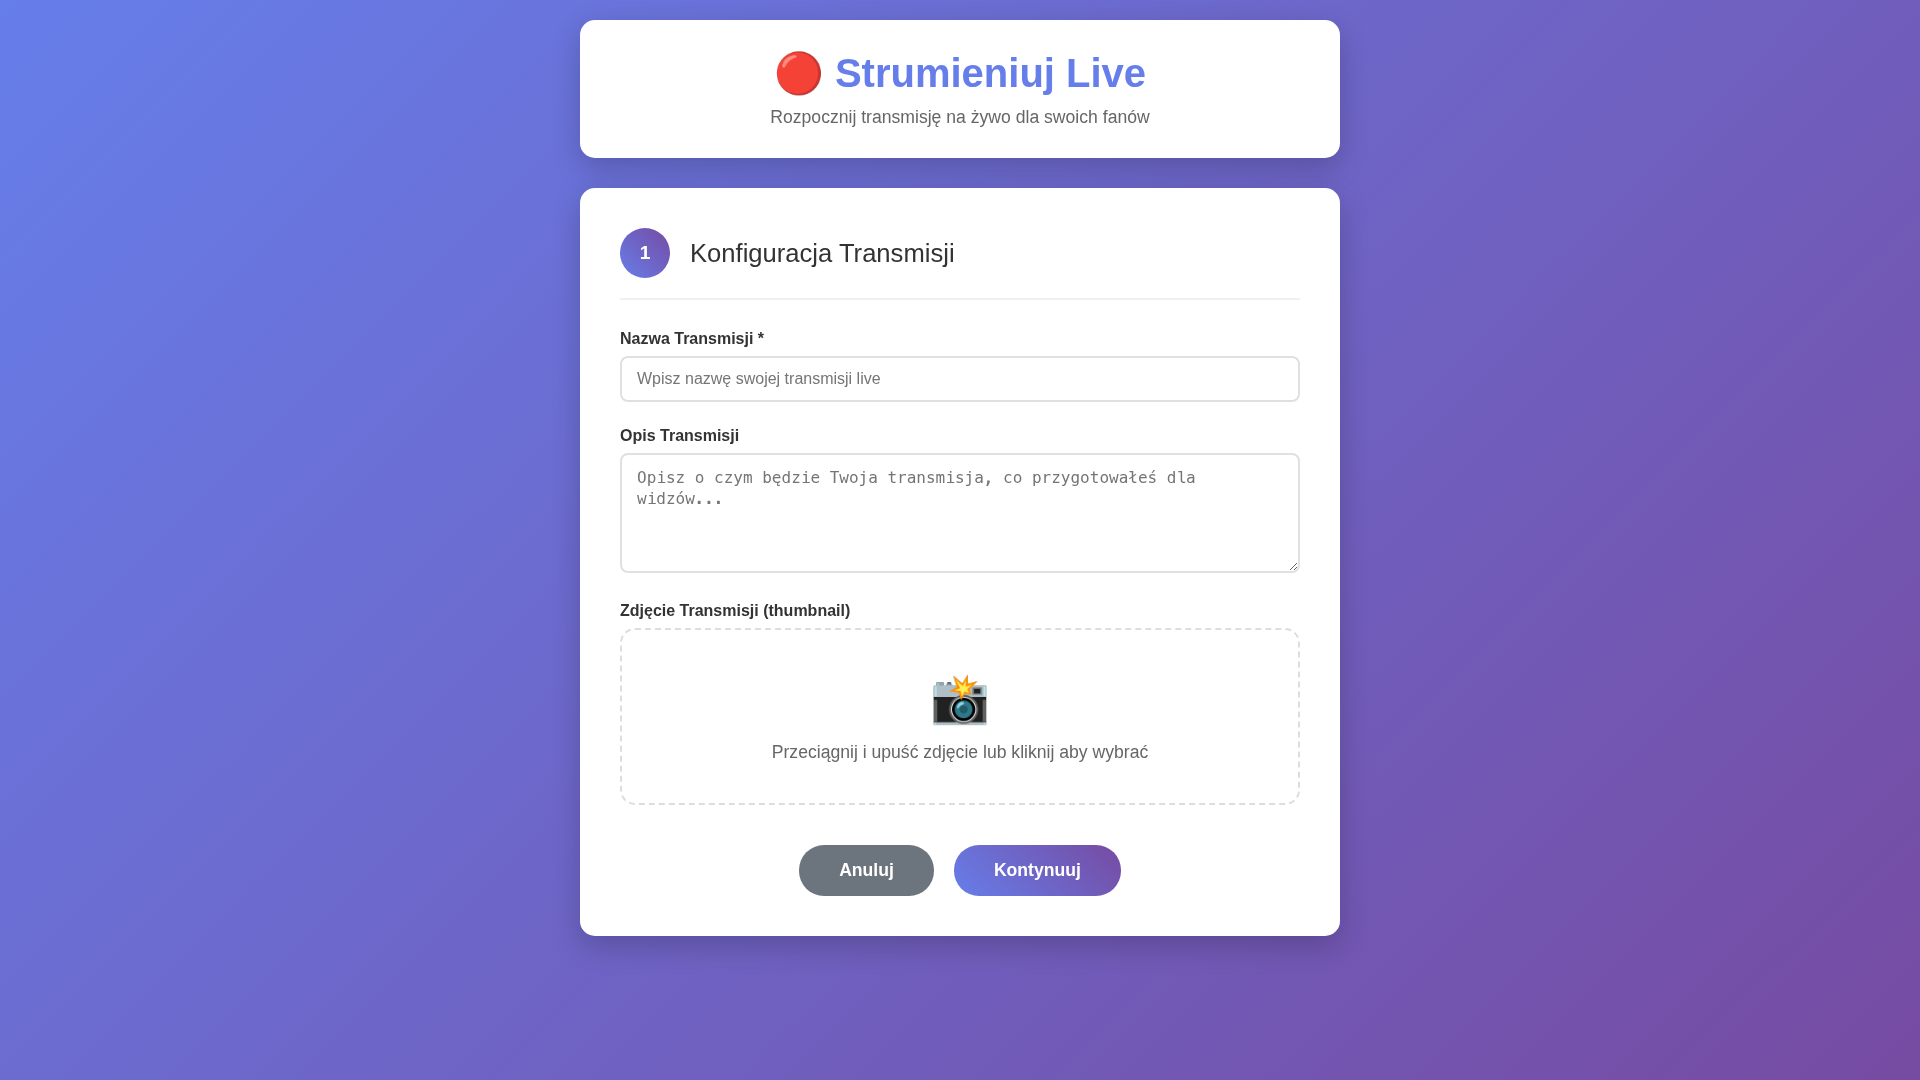 Strumieniuj Live
Rozpocznij transmisję na żywo dla swoich fanów
1
Konfiguracja Transmisji
Nazwa Transmisji *
Wpisz nazwę swojej transmisji live
Opis Transmisji
Opisz o czym będzie Twoja transmisja, co przygotowałeś dla
widzów...
Zdjęcie Transmisji (thumbnail)
Przeciągnij i upuść zdjęcie lub kliknij aby wybrać
Anuluj
Kontynuuj